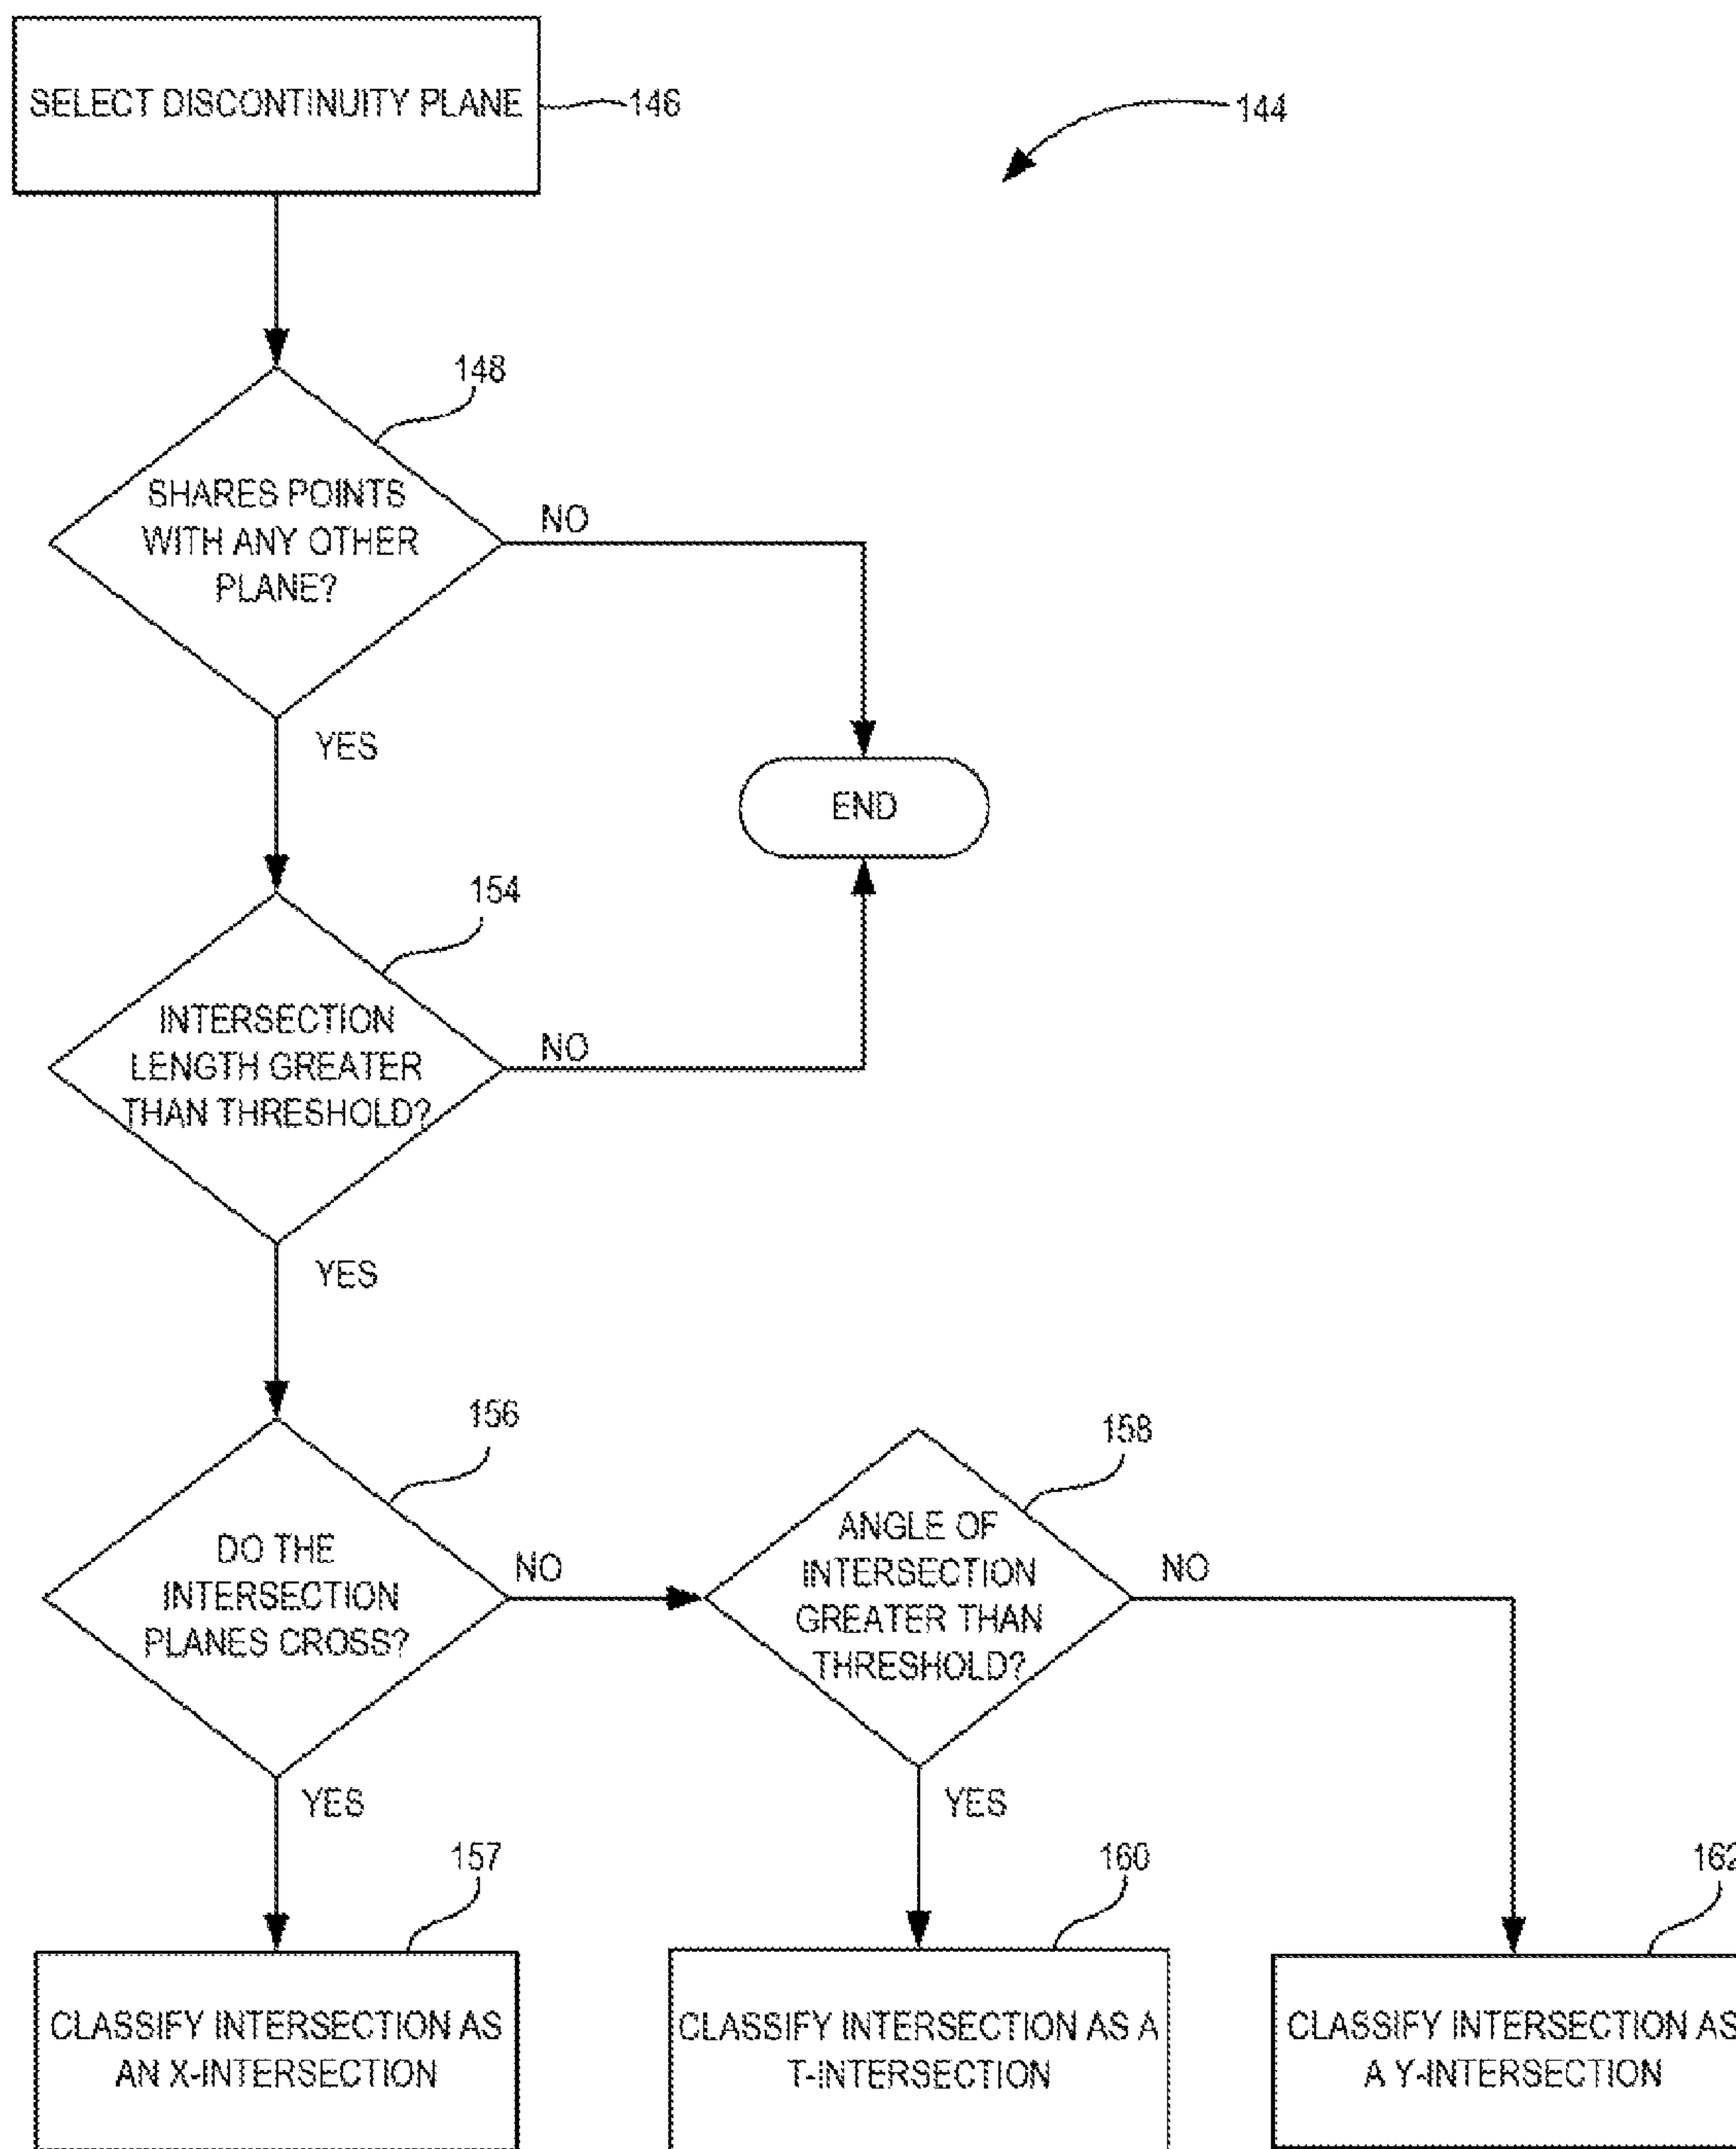 SELECT DISCONTINUITY PLANE
146
144
148
SHARES POINTS
WITH ANY OTHER
PLANE?
NO
YES
END
154
INTERSECTION
LENGTH GREATER
THAN THRESHOLD?
NO
YES
156
DO THE
INTERSECTION
PLANES CROSS?
NO
158
ANGLE OF
INTERSECTION
GREATER THAN
THRESHOLD?
NO
YES
YES
157
160
162
CLASSIFY INTERSECTION AS
AN X-INTERSECTION
CLASSIFY INTERSECTION AS A
T-INTERSECTION
CLASSIFY INTERSECTION AS
A Y-INTERSECTION